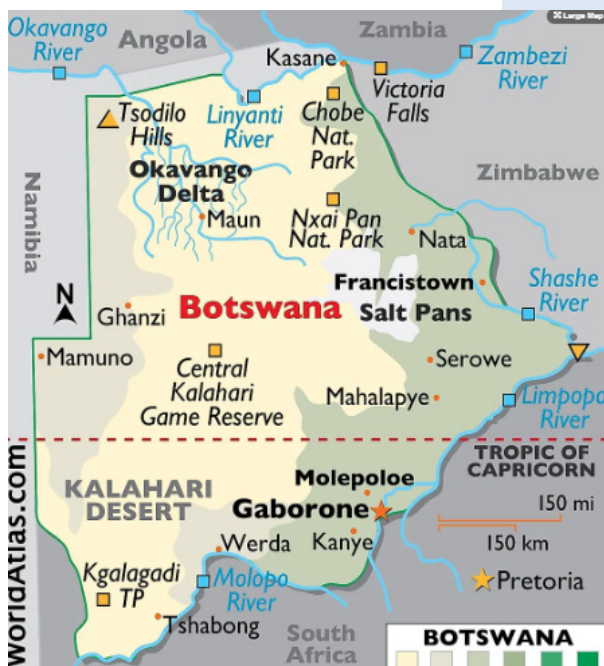 Large Map
Okavango
River
Angola
Zambia
Kasane
Zambezi
River
Victoria
Falls
Tsodilo
Hills
Linyanti
River
Chobe
Nat.
Park
Okavango
Delta
Zimbabwe
Namibia
Maun
Nxai Pan
Nat. Park
Nata
N
Francistown
Shashe
River
Ghanzi
Botswana
Salt Pans
Mamuno
Central
Kalahari
Game Reserve
Serowe
Mahalapye
Limpopo
River
TROPIC OF
CAPRICORN
KALAHARI
DESERT
Molepoloe
Gaborone
150 mi
150 km
Werda
Kanye
Kgalagadi
TP
Molopo
River
Pretoria
Tshabong
South
Africa
BOTSWANA
WorldAtlas.com